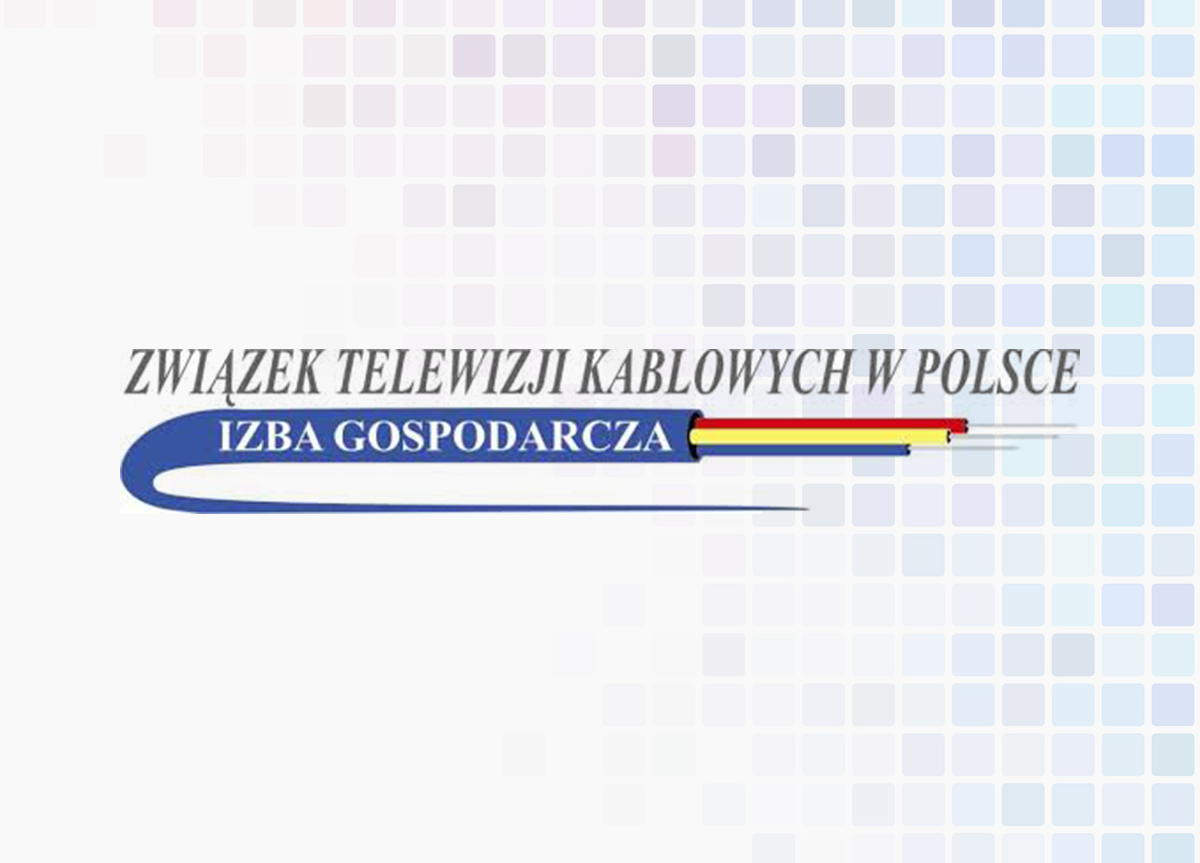 ZWIĄZEK TELEWIZJI KABLOWYCH W POLSCE
IZBA GOSPODARCZA